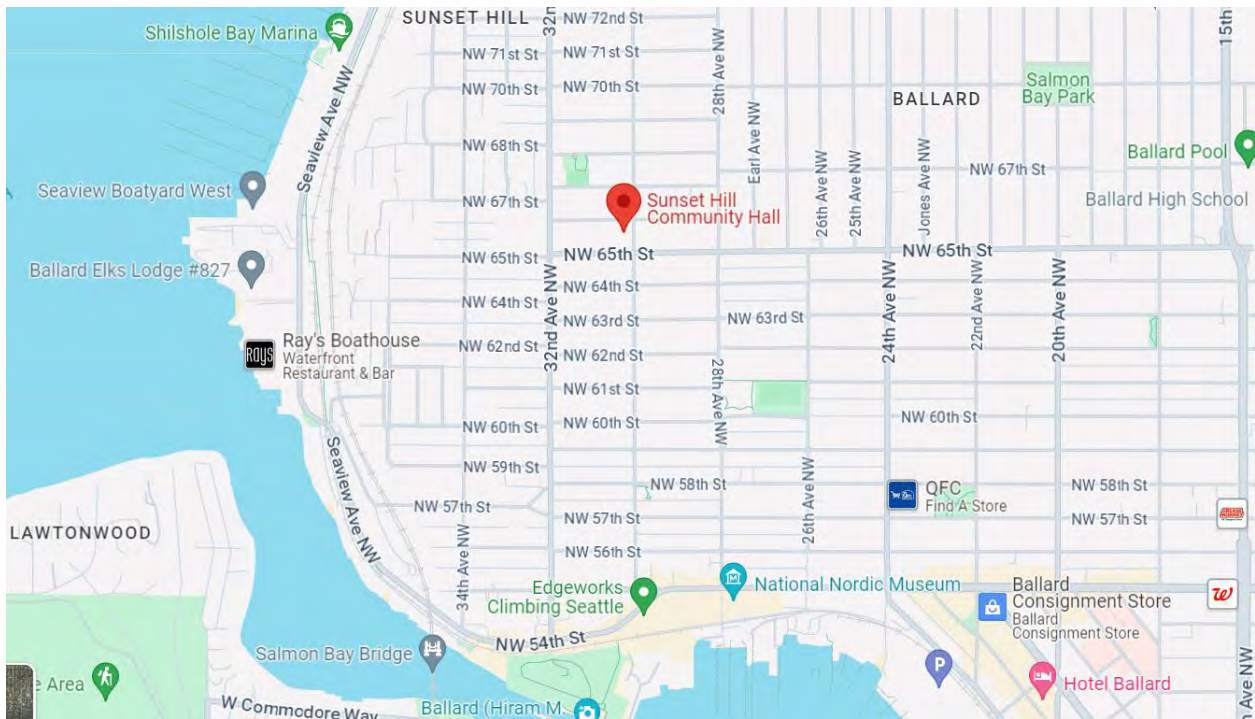 SUNSET HILL
NW 72nd St
32nd
15th
Shilshole Bay Marina
NW 71st St
NW 71st St
NW 70th St
NW 70th St
28th Ave NW
Salmon
Bay Park
BALLARD
Seaview Ave NW
NW 68th St
Earl Ave NW
26th Ave NW
25th Ave NW
Jones Ave NW
Ballard Pool
NW 67th St
Seaview Boatyard West
NW 67th St
Sunset Hill
Community Hall
Ballard High School
NW 65th St
NW 65th St
NW 65th St
Ballard Elks Lodge #827
NW 64th St
NW 64th St
NW 63rd St
NW 63rd St
32nd Ave NW
24th Ave NW
22nd Ave NW
20th Ave NW
RAYS
Ray's Boathouse
Waterfront
Restaurant & Bar
NW 62nd St
NW 62nd St
NW 61st St
28th Ave NW
NW 60th St
NW 60th St
NW 60th St
Seaview Ave NW
NW 59th St
26th Ave NW
NW 58th St
QFC
Find A Store
NW 58th St
NW 57th St
NW 57th St
NW 57th St
LAWTONWOOD
34th Ave NW
NW 56th St
Edgeworks
Climbing Seattle
National Nordic Museum
Ballard
Consignment Store
Ballard
Consignment Store
NW 54th St
Salmon Bay Bridge
P
e Area
Hotel Ballard
W Commodore Way
Ballard (Hiram M.
Ave NW